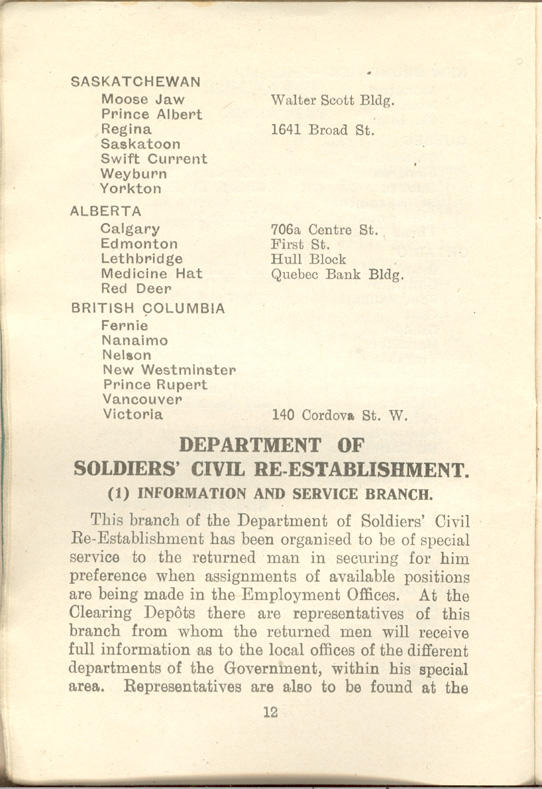 SASKATCHEWAN
Moose Jaw Walter Scott Bldg.
Prince Albert
Regina 1641 Broad St.
Saskatoon
Swift Current
Weyburn
Yorkton
ALBERTA
Calgary 706a Centre St.
Edmonton First St.
Lethbridge Hull Block
Medicine Hat Quebec Bank Bldg.
Red Deer
BRITISH COLUMBIA
Fernie
Nanaimo
Nelson
New Westminster
Prince Rupert
Vancouver
Victoria 140 Cordova St. W.
DEPARTMENT OF
SOLDIERS' CIVIL RE-ESTABLISHMENT.
(1) INFORMATION AND SERVICE BRANCH.
This branch of the Department of Soldiers' Civil
Re-Establishment has been organised to be of special
service to the returned man in securing for him
preference when assignments of available positions
are being made in the Employment Offices. At the
Clearing Depôts there are representatives of this
branch from whom the returned men will receive
full information as to the local offices of the different
departments of the Government, within his special
area. Representatives are also to be found at the
12